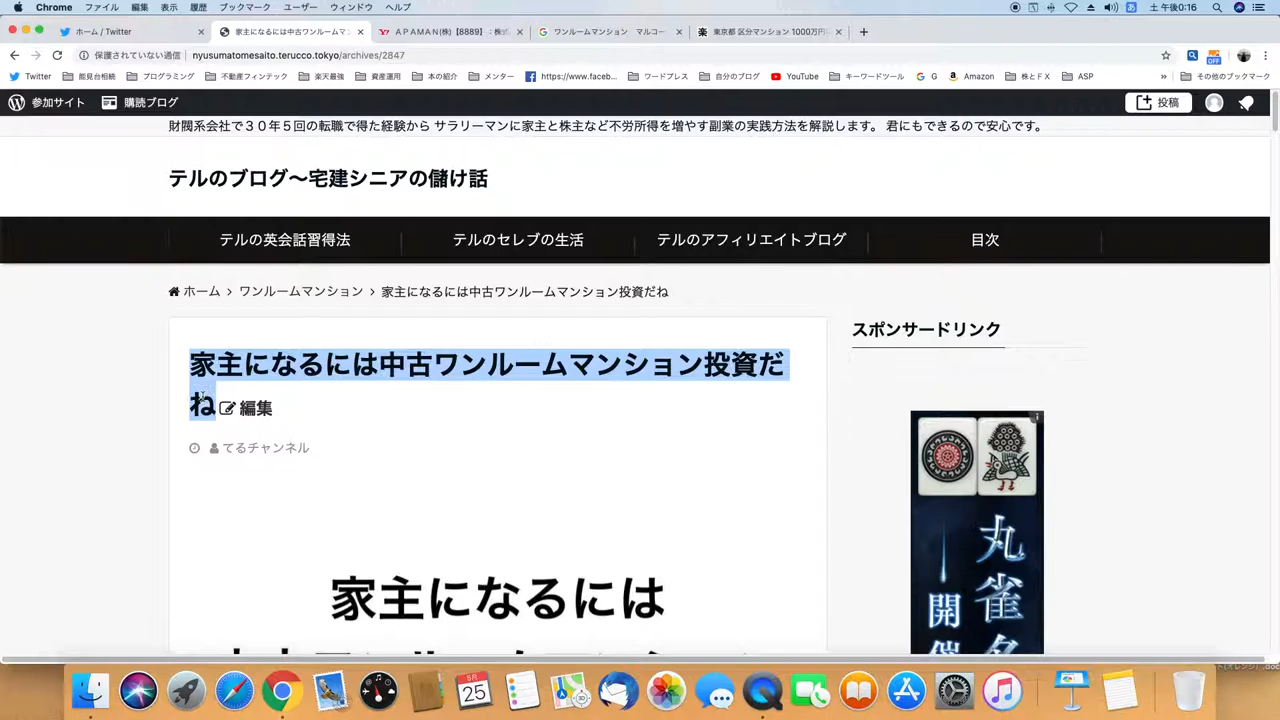 Chrome ファイル 編集 表示 履歴 ブックマーク ユーザー ウィンドウ ヘルプ 土 午後0:16
ホーム / Twitter 家主になるには中古ワンルームマン ＡＰＡＭＡＮ(株)【8889】：株式 ワンルームマンション マルコー 東京都 区分マンション 1000万円
保護されていない通信 nyusumatomesaito.terucco.tokyo/archives/2847
Twitter 能見台相続 プログラミング 不動産フィンテック 楽天最強 資産運用 本の紹介 メンター https://www.faceb... ワードプレス 自分のブログ YouTube キーワードツール G Amazon 株とＦＸ ASP » その他のブックマーク
参加サイト 購読ブログ 投稿
財閥系会社で３０年５回の転職で得た経験から サラリーマンに家主と株主など不労所得を増やす副業の実践方法を解説します。 君にもできるので安心です。
テルのブログ〜宅建シニアの儲け話
テルの英会話習得法 テルのセレブの生活 テルのアフィリエイトブログ 目次
ホーム › ワンルームマンション › 家主になるには中古ワンルームマンション投資だね
スポンサードリンク
家主になるには中古ワンルームマンション投資だ
ね 編集
てるチャンネル
家主になるには
丸雀
開催
25